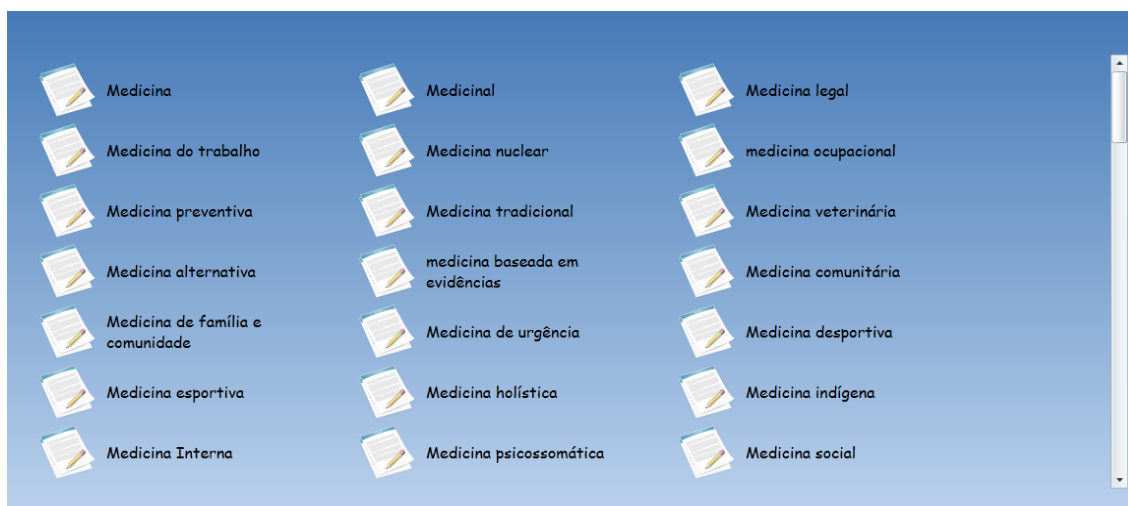 Medicina
Medicinal
Medicina legal
Medicina do trabalho
Medicina nuclear
medicina ocupacional
Medicina preventiva
Medicina tradicional
Medicina veterinária
Medicina alternativa
medicina baseada em
evidências
Medicina comunitária
Medicina de família e
comunidade
Medicina de urgência
Medicina desportiva
Medicina esportiva
Medicina holística
Medicina indígena
Medicina Interna
Medicina psicossomática
Medicina social